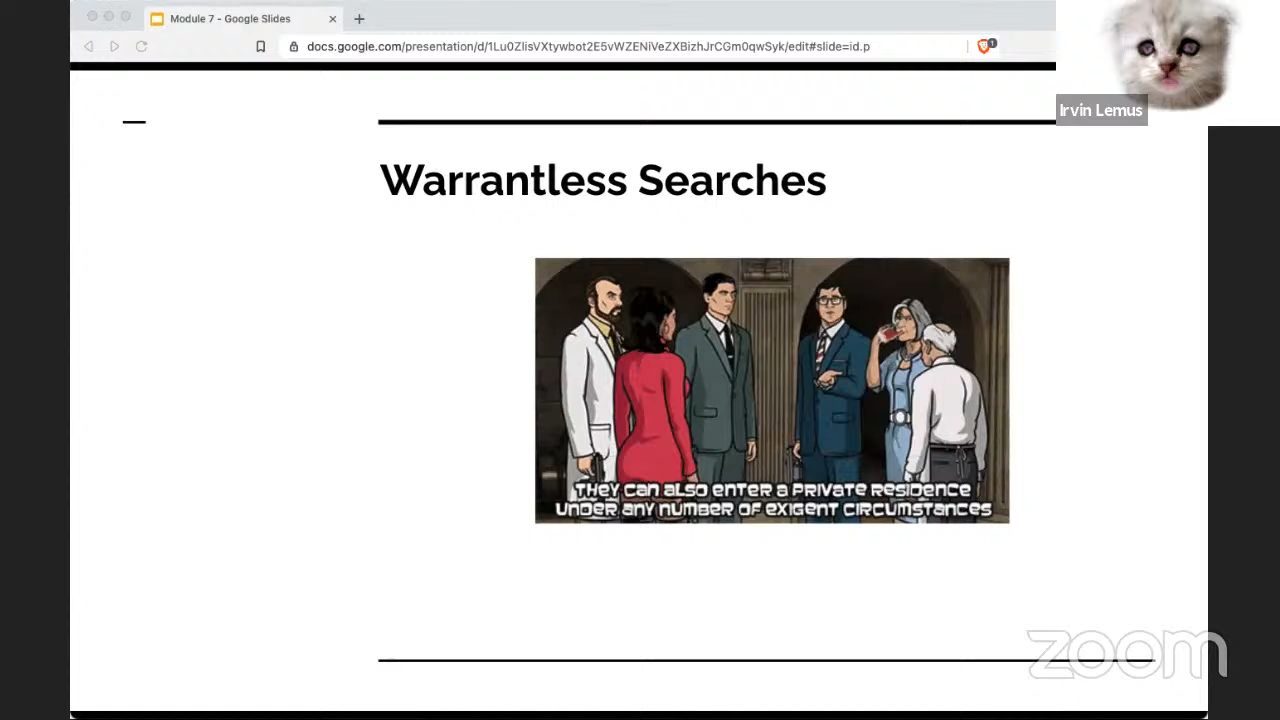 Module 7 - Google Slides
docs.google.com/presentation/d/1Lu0ZlisVXtywbot2E5vWZENiVeZXBizhJrCGm0qwSyk/edit#slide=id.p
1
Irvin Lemus
Warrantless Searches
THEY CAN ALSO ENTER A PRIVATE RESIDENCE
UNDER ANY NUMBER OF EXIGENT CIRCUMSTANCES
zoom